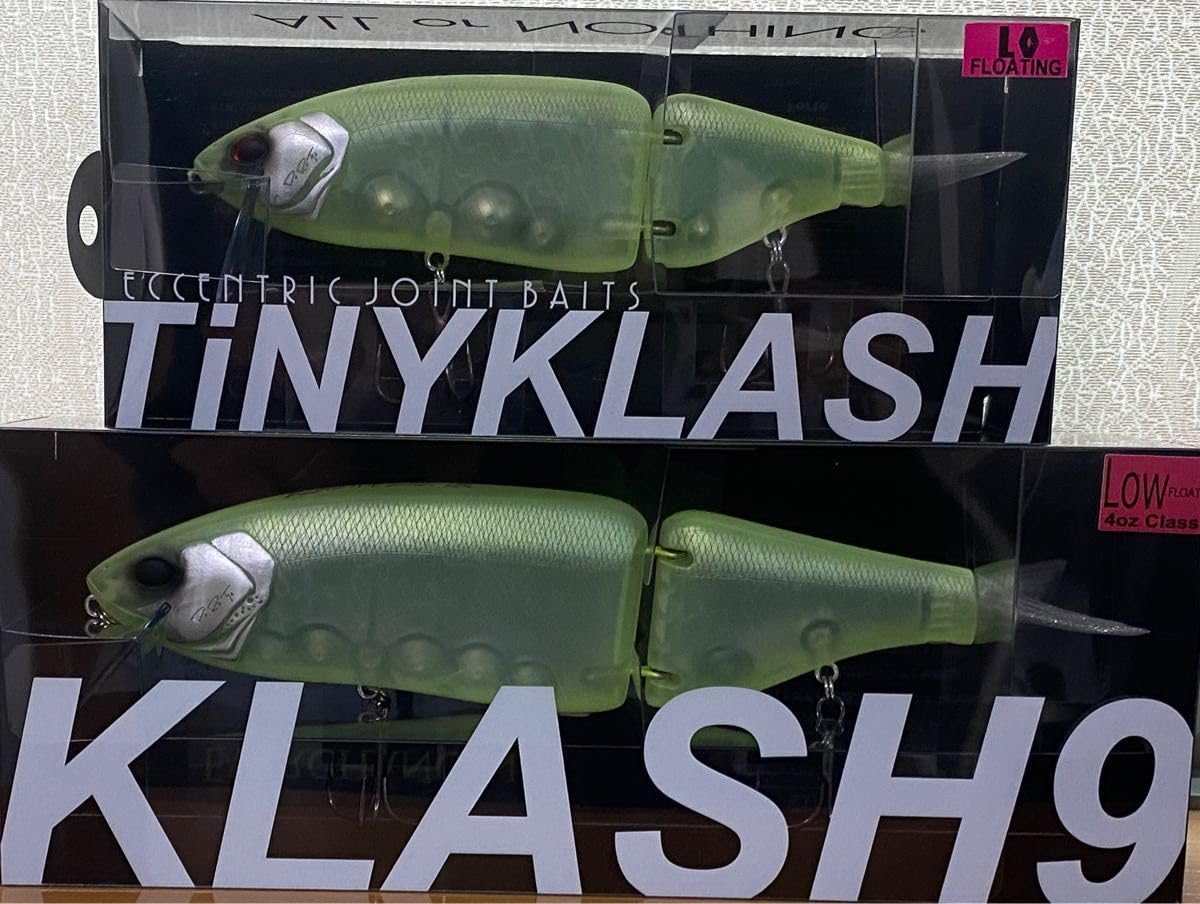 ALL OR NOTHING
LO
FLOATING
D.R.T.
ECCENTRIC JOINT BAITS
TiNYKLASH
LOW FLOAT
4oz Class
D.R.T.
KLASH9